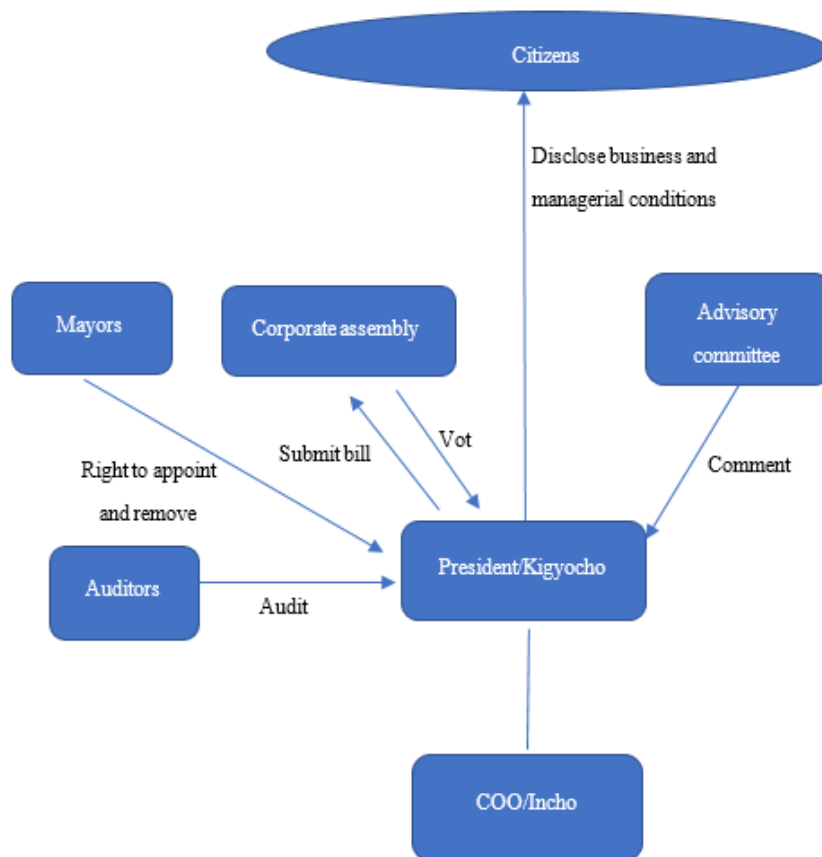 Citizens
Disclose business and
managerial conditions
Mayors
Corporate assembly
Advisory
committee
Submit bill
Vot
Right to appoint
and remove
Comment
Auditors
Audit
President/Kigyocho
COO/Incho